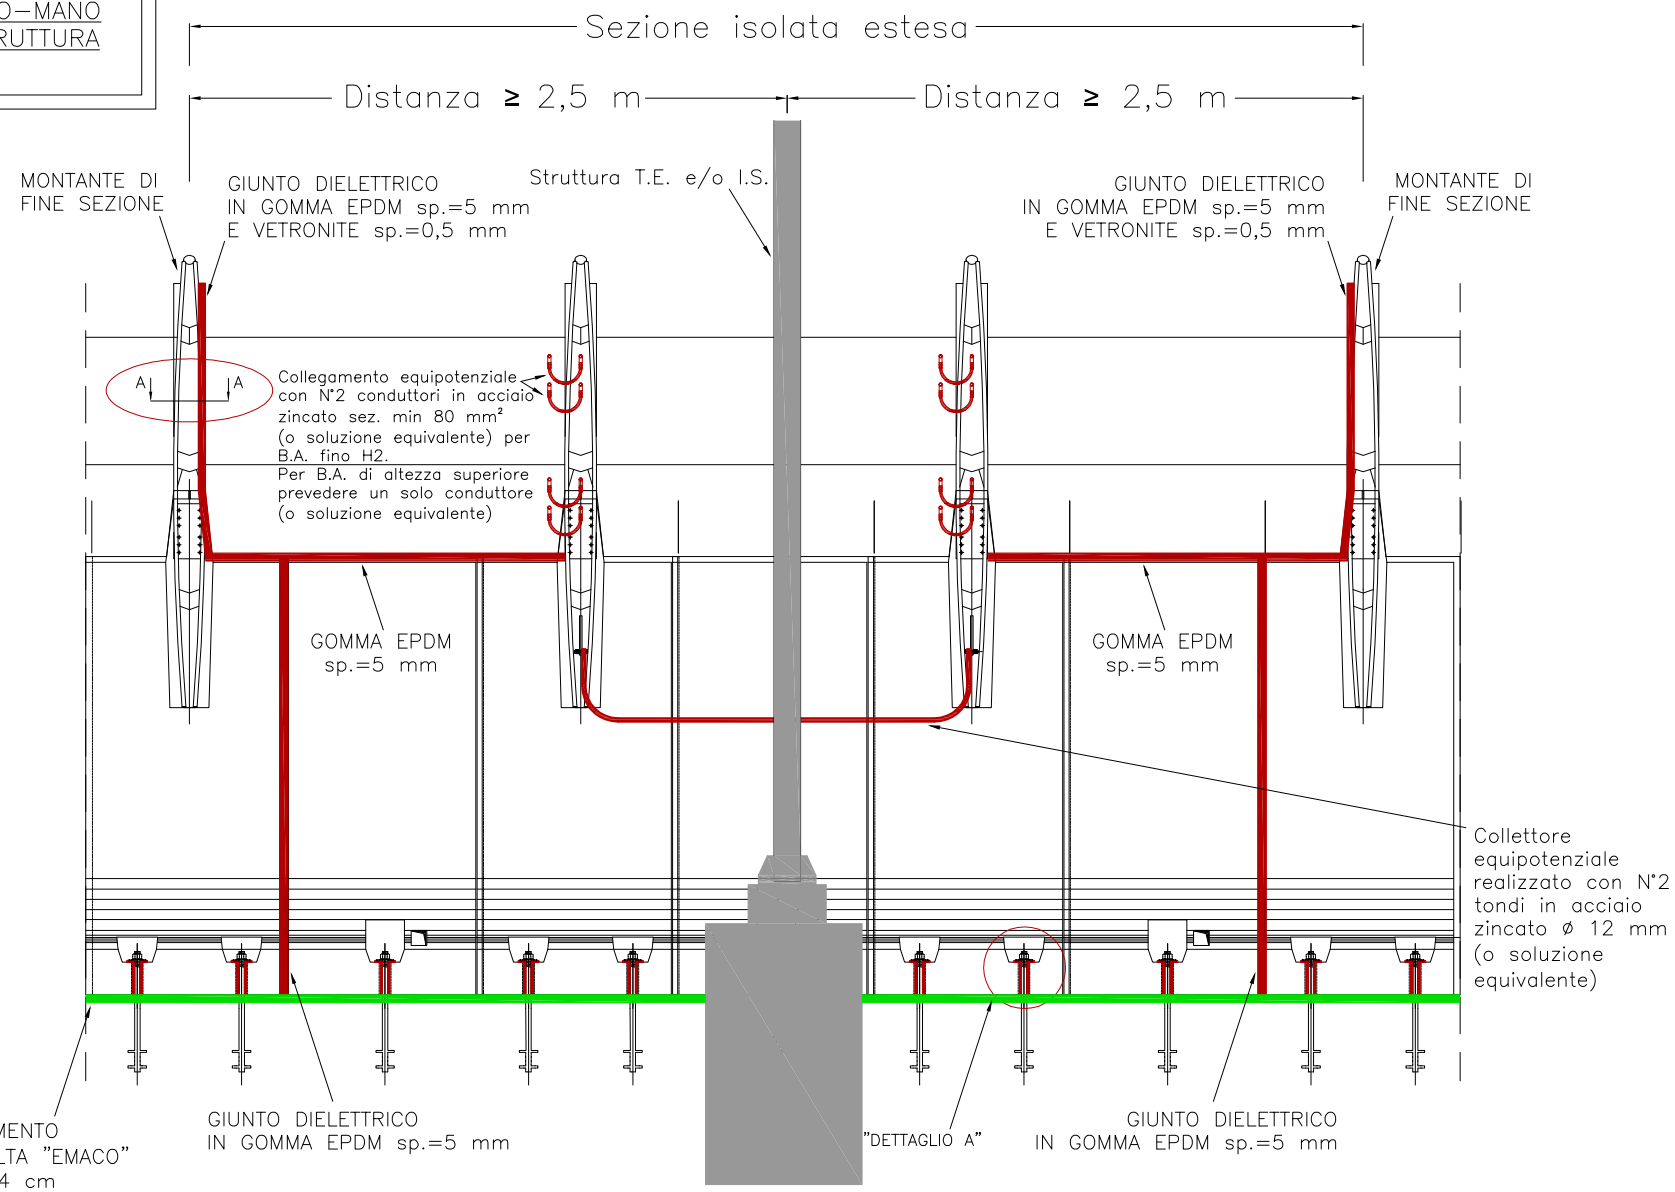 O-MANO
RUTTURA
Sezione isolata estesa
Distanza ≥ 2,5 m
Distanza ≥ 2,5 m
MONTANTE DI
FINE SEZIONE
GIUNTO DIELETTRICO
IN GOMMA EPDM sp.=5 mm
E VETRONITE sp.=0,5 mm
Struttura T.E. e/o I.S.
GIUNTO DIELETTRICO
IN GOMMA EPDM sp.=5 mm
E VETRONITE sp.=0,5 mm
MONTANTE DI
FINE SEZIONE
A
A
Collegamento equipotenziale
con N°2 conduttori in acciaio
zincato sez. min 80 mm²
(o soluzione equivalente) per
B.A. fino H2.
Per B.A. di altezza superiore
prevedere un solo conduttore
(o soluzione equivalente)
GOMMA EPDM
sp.=5 mm
GOMMA EPDM
sp.=5 mm
Collettore
equipotenziale
realizzato con N°2
tondi in acciaio
zincato Ø 12 mm
(o soluzione
equivalente)
MENTO
LTA "EMACO"
4 cm
GIUNTO DIELETTRICO
IN GOMMA EPDM sp.=5 mm
"DETTAGLIO A"
GIUNTO DIELETTRICO
IN GOMMA EPDM sp.=5 mm